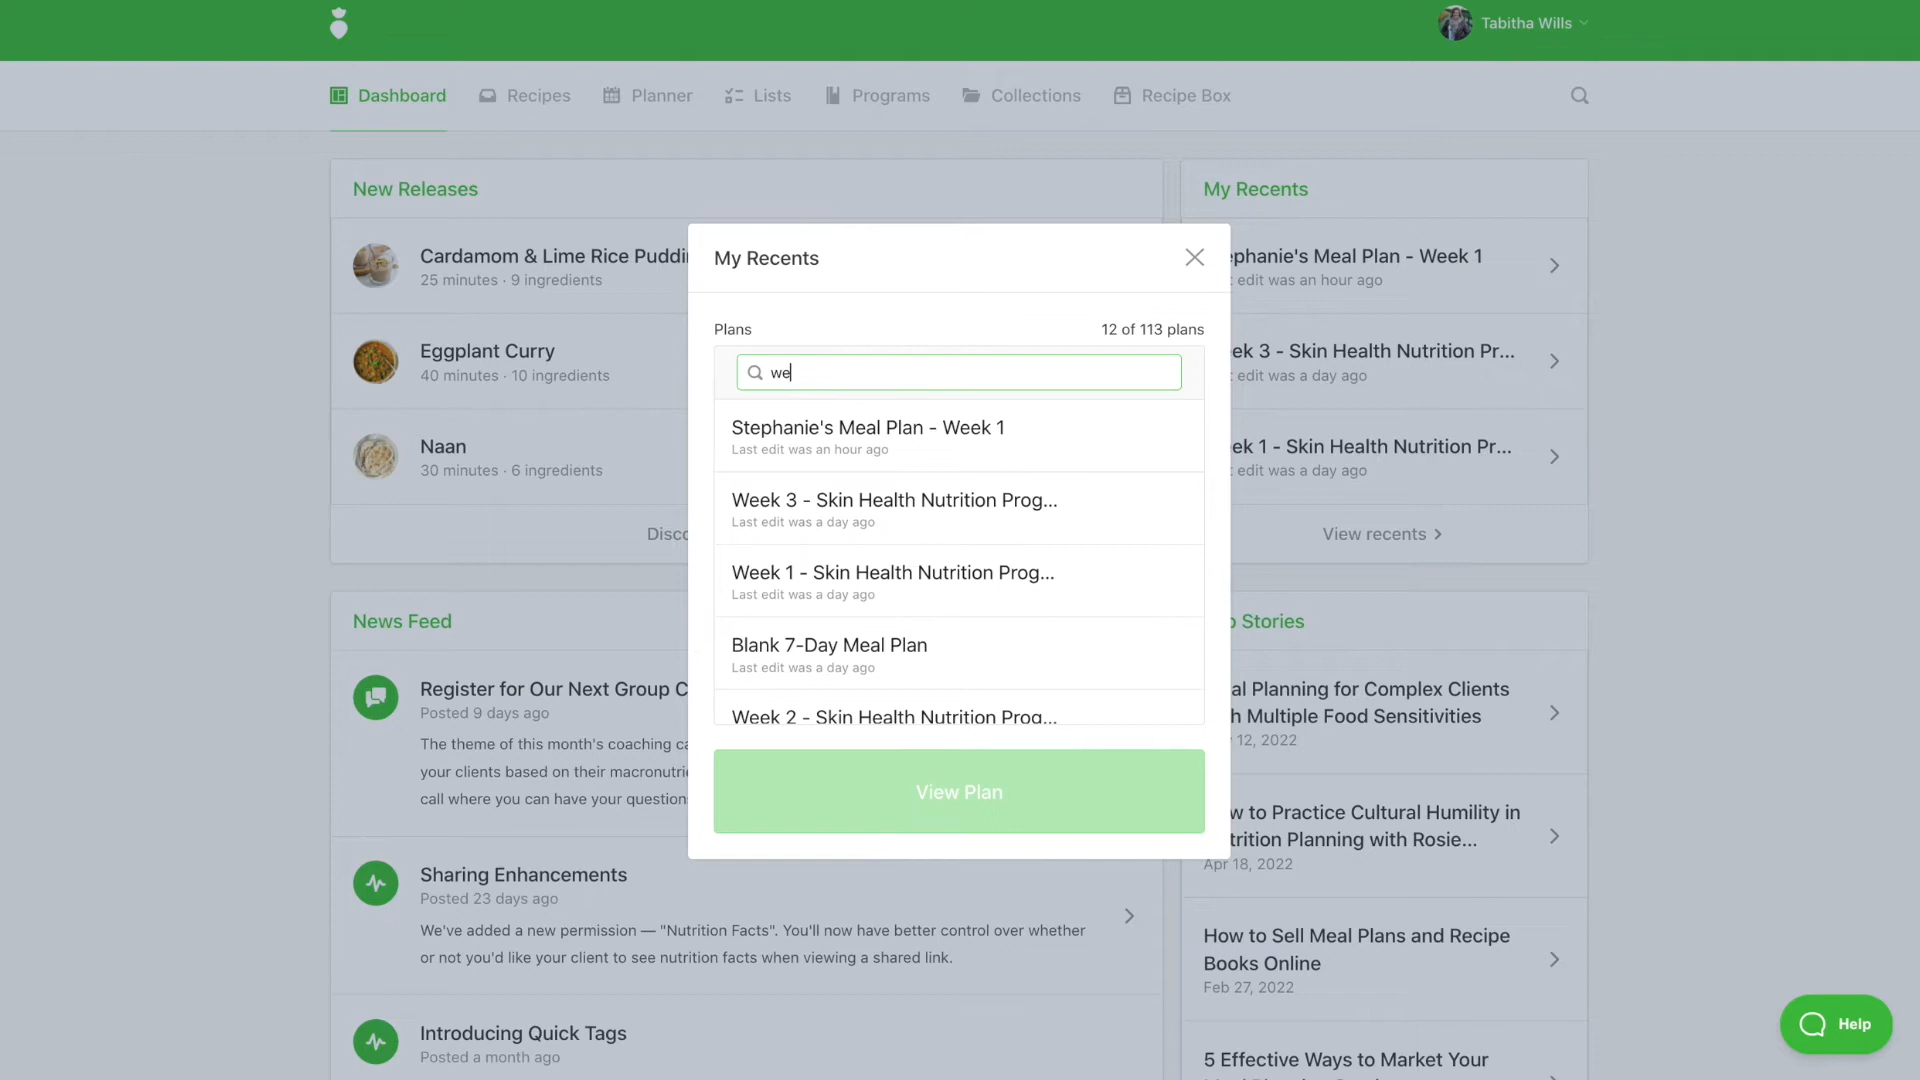 Tabitha Wills
Dashboard
Recipes
Planner
Lists
Programs
Collections
Recipe Box
New Releases
Cardamom & Lime Rice Puddi
25 minutes · 9 ingredients
Eggplant Curry
40 minutes · 10 ingredients
Naan
30 minutes · 6 ingredients
Disco
My Recents
ephanie's Meal Plan - Week 1
edit was an hour ago
ek 3 - Skin Health Nutrition Pr...
edit was a day ago
ek 1 - Skin Health Nutrition Pr...
edit was a day ago
View recents
My Recents
Plans
12 of 113 plans
we
Stephanie's Meal Plan - Week 1
Last edit was an hour ago
Week 3 - Skin Health Nutrition Prog...
Last edit was a day ago
Week 1 - Skin Health Nutrition Prog...
Last edit was a day ago
Blank 7-Day Meal Plan
Last edit was a day ago
Week 2 - Skin Health Nutrition Prog...
View Plan
News Feed
Register for Our Next Group C
Posted 9 days ago
The theme of this month's coaching ca
your clients based on their macronutrie
call where you can have your question
Sharing Enhancements
Posted 23 days ago
We've added a new permission — "Nutrition Facts". You'll now have better control over whether
or not you'd like your client to see nutrition facts when viewing a shared link.
Introducing Quick Tags
Posted a month ago
Stories
al Planning for Complex Clients
h Multiple Food Sensitivities
12, 2022
w to Practice Cultural Humility in
trition Planning with Rosie...
Apr 18, 2022
How to Sell Meal Plans and Recipe
Books Online
Feb 27, 2022
5 Effective Ways to Market Your
Help